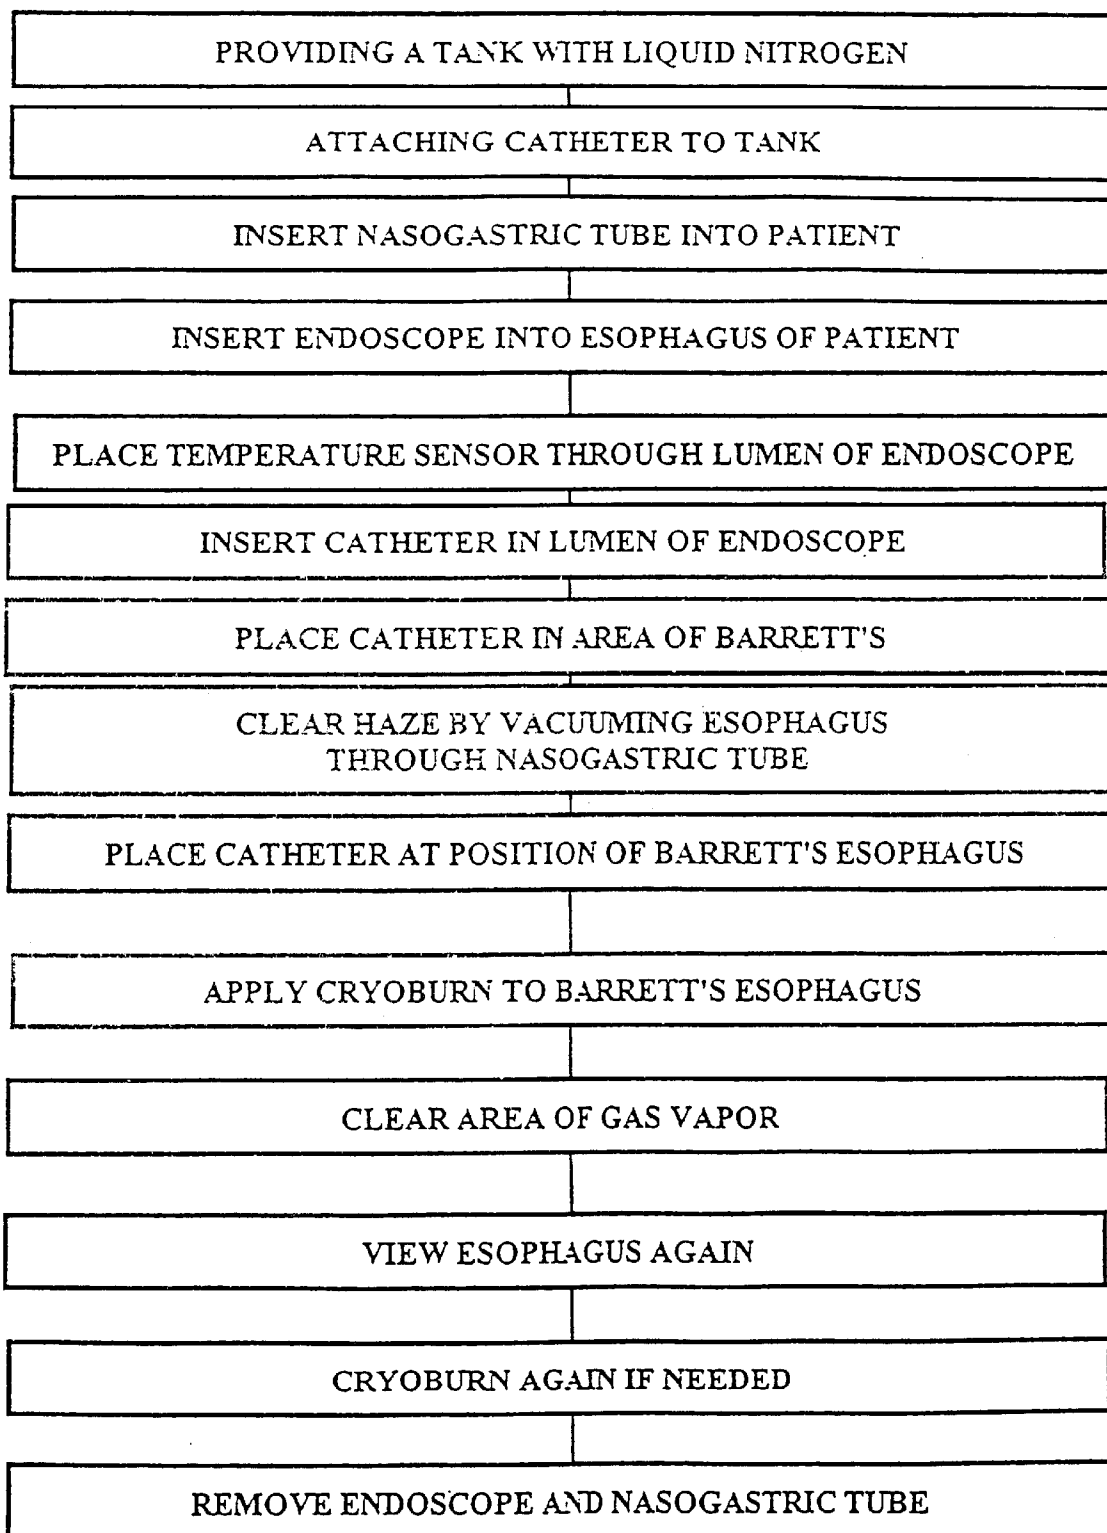 PROVIDING A TANK WITH LIQUID NITROGEN
ATTACHING CATHETER TO TANK
INSERT NASOGASTRIC TUBE INTO PATIENT
INSERT ENDOSCOPE INTO ESOPHAGUS OF PATIENT
PLACE TEMPERATURE SENSOR THROUGH LUMEN OF ENDOSCOPE
INSERT CATHETER IN LUMEN OF ENDOSCOPE
PLACE CATHETER IN AREA OF BARRETT'S
CLEAR HAZE BY VACUUMING ESOPHAGUS
THROUGH NASOGASTRIC TUBE
PLACE CATHETER AT POSITION OF BARRETT'S ESOPHAGUS
APPLY CRYOBURN TO BARRETT'S ESOPHAGUS
CLEAR AREA OF GAS VAPOR
VIEW ESOPHAGUS AGAIN
CRYOBURN AGAIN IF NEEDED
REMOVE ENDOSCOPE AND NASOGASTRIC TUBE